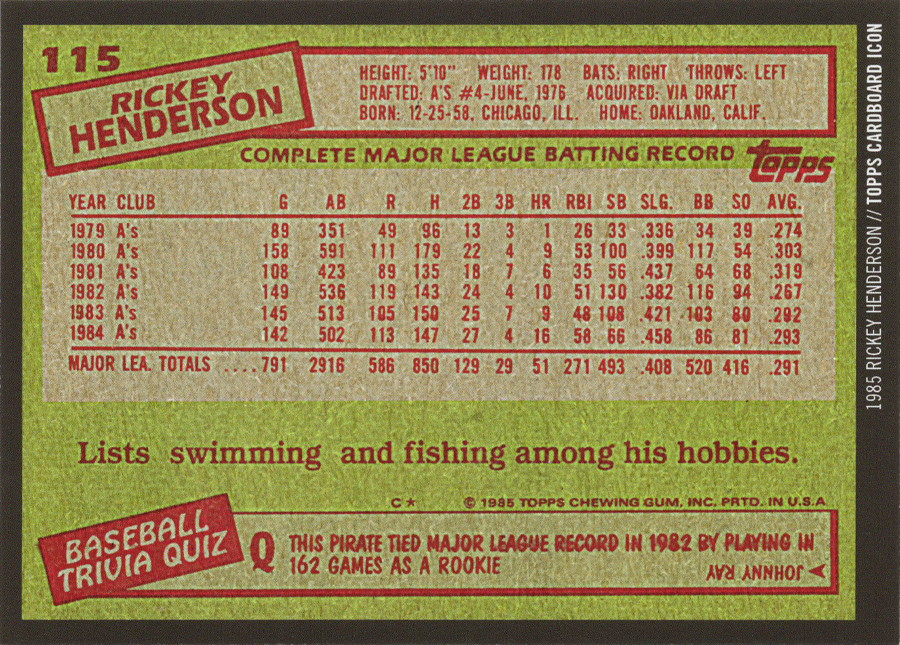 115
RICKEY
HENDERSON
HEIGHT: 5'10" WEIGHT: 178 BATS: RIGHT THROWS: LEFT
DRAFTED: A'S #4-JUNE, 1976 ACQUIRED: VIA DRAFT
BORN: 12-25-58, CHICAGO, ILL. HOME: OAKLAND, CALIF.
COMPLETE MAJOR LEAGUE BATTING RECORD
topps
YEAR CLUB G AB R H 2B 3B HR RBI SB SLG. BB SO AVG.
1979 A's 89 351 49 96 13 3 1 26 33 .336 34 39 .274
1980 A's 158 591 111 179 22 4 9 53 100 .399 117 54 .303
1981 A's 108 423 89 135 18 7 6 35 56 .437 64 68 .319
1982 A's 149 536 119 143 24 4 10 51 130 .382 116 94 .267
1983 A's 145 513 105 150 25 7 9 48 108 .421 103 80 .292
1984 A's 142 502 113 147 27 4 16 58 66 .458 86 81 .293
MAJOR LEA. TOTALS ....791 2916 586 850 129 29 51 271 493 .408 520 416 .291
Lists swimming and fishing among his hobbies.
C* © 1985 TOPPS CHEWING GUM, INC. PRTD. IN U.S.A
BASEBALL
TRIVIA QUIZ
Q
THIS PIRATE TIED MAJOR LEAGUE RECORD IN 1982 BY PLAYING IN
162 GAMES AS A ROOKIE
A JOHNNY RAY
1985 RICKEY HENDERSON // TOPPS CARDBOARD ICON